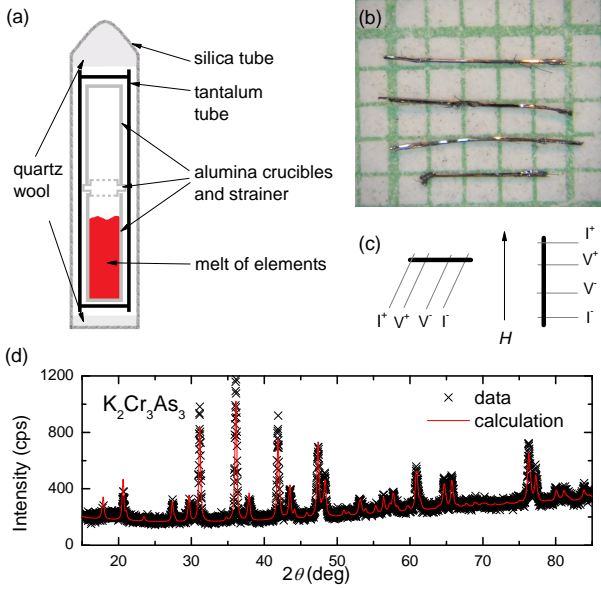 (a)
silica tube
tantalum
tube
quartz
wool
alumina crucibles
and strainer
melt of elements
(b)
(c)
I⁺ V⁺ V⁻ I⁻
H
I⁺
V⁺
V⁻
I⁻
(d)
K₂Cr₃As₃
data
calculation
Intensity (cps)
1200
800
400
0
20 30 40 50 60 70 80
2θ (deg)